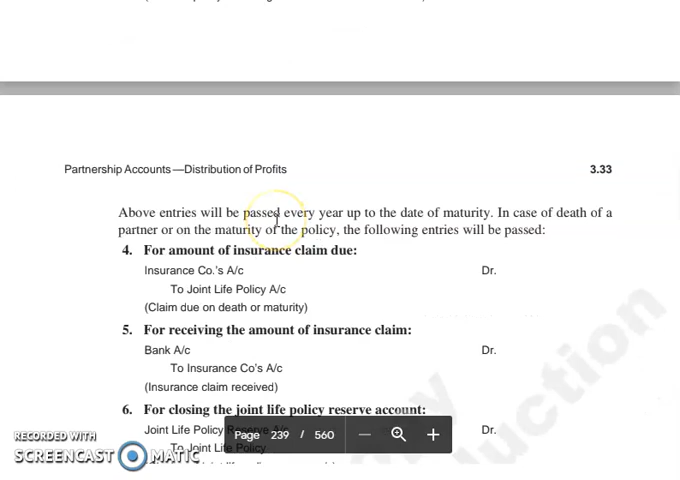 Partnership Accounts—Distribution of Profits 3.33
Above entries will be passed every year up to the date of maturity. In case of death of a
partner or on the maturity of the policy, the following entries will be passed:
4. For amount of insurance claim due:
Insurance Co.'s A/c Dr.
To Joint Life Policy A/c
(Claim due on death or maturity)
5. For receiving the amount of insurance claim:
Bank A/c Dr.
To Insurance Co's A/c
(Insurance claim received)
6. For closing the joint life policy reserve account:
Joint Life Policy Reserve A/c Dr.
To Joint Life Policy
Page 239 / 560
RECORDED WITH
SCREENCAST MATIC